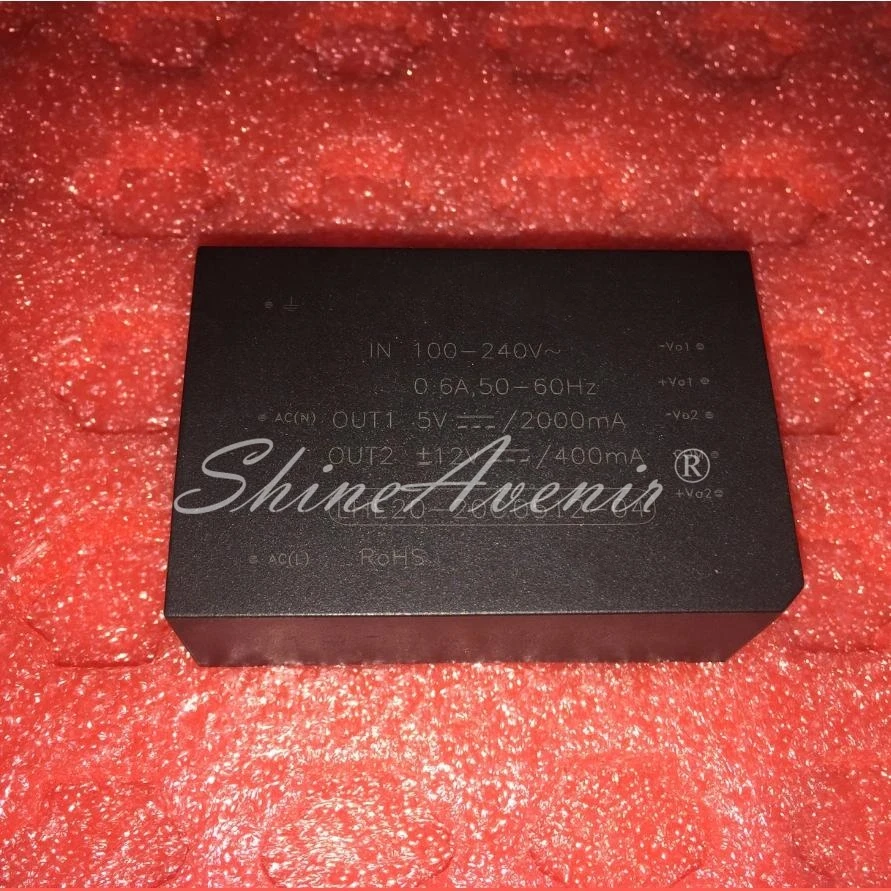 IN 100-240V~ -Vo1
0.6A,50-60Hz +Vo1
AC(N) OUT1 5V⎓/2000mA -Vo2
OUT2 ±12V⎓/400mA
ShineAvenir ®
+Vo2
AC(L) RoHS